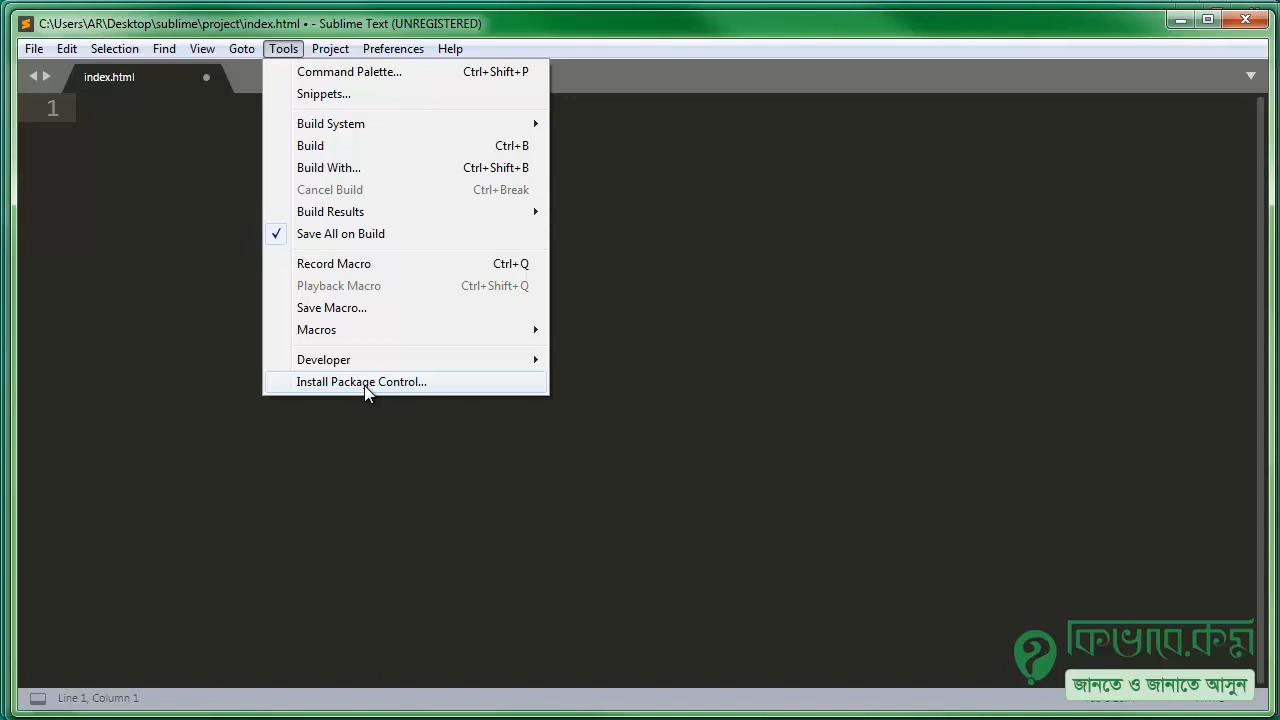 C:\Users\AR\Desktop\sublime\project\index.html • - Sublime Text (UNREGISTERED)
File Edit Selection Find View Goto Tools Project Preferences Help
index.html
Command Palette... Ctrl+Shift+P
Snippets...
Build System
Build Ctrl+B
Build With... Ctrl+Shift+B
Cancel Build Ctrl+Break
Build Results
Save All on Build
Record Macro Ctrl+Q
Playback Macro Ctrl+Shift+Q
Save Macro...
Macros
Developer
Install Package Control...
1
কিভাবে.কম
জানতে ও জানাতে আসুন
Line 1, Column 1